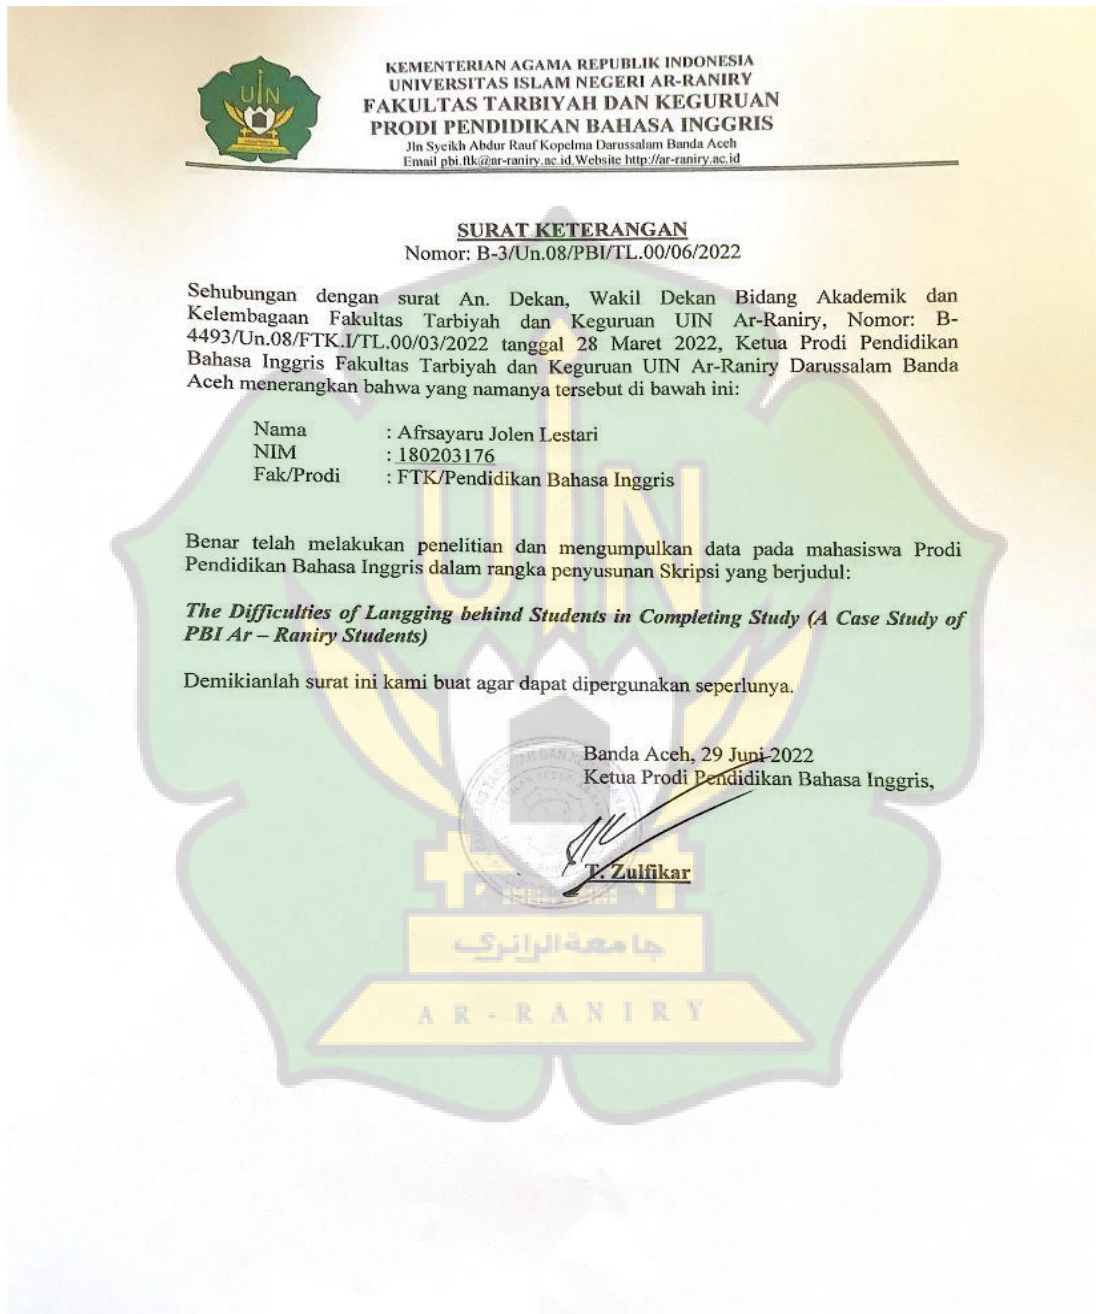 UIN
KEMENTERIAN AGAMA REPUBLIK INDONESIA
UNIVERSITAS ISLAM NEGERI AR-RANIRY
FAKULTAS TARBIYAH DAN KEGURUAN
PRODI PENDIDIKAN BAHASA INGGRIS
Jln Syeikh Abdur Rauf Kopelma Darussalam Banda Aceh
Email pbi.ftk@ar-raniry.ac.id.Website http://ar-raniry.ac.id
SURAT KETERANGAN
Nomor: B-3/Un.08/PBI/TL.00/06/2022
Sehubungan dengan surat An. Dekan, Wakil Dekan Bidang Akademik dan
Kelembagaan Fakultas Tarbiyah dan Keguruan UIN Ar-Raniry, Nomor: B-
4493/Un.08/FTK.I/TL.00/03/2022 tanggal 28 Maret 2022, Ketua Prodi Pendidikan
Bahasa Inggris Fakultas Tarbiyah dan Keguruan UIN Ar-Raniry Darussalam Banda
Aceh menerangkan bahwa yang namanya tersebut di bawah ini:
Nama : Afrsayaru Jolen Lestari
NIM : 180203176
Fak/Prodi : FTK/Pendidikan Bahasa Inggris
UIN
Benar telah melakukan penelitian dan mengumpulkan data pada mahasiswa Prodi
Pendidikan Bahasa Inggris dalam rangka penyusunan Skripsi yang berjudul:
The Difficulties of Langging behind Students in Completing Study (A Case Study of
PBI Ar – Raniry Students)
Demikianlah surat ini kami buat agar dapat dipergunakan seperlunya.
Banda Aceh, 29 Juni 2022
Ketua Prodi Pendidikan Bahasa Inggris,
T. Zulfikar
جامعةالرانري
AR-RANIRY